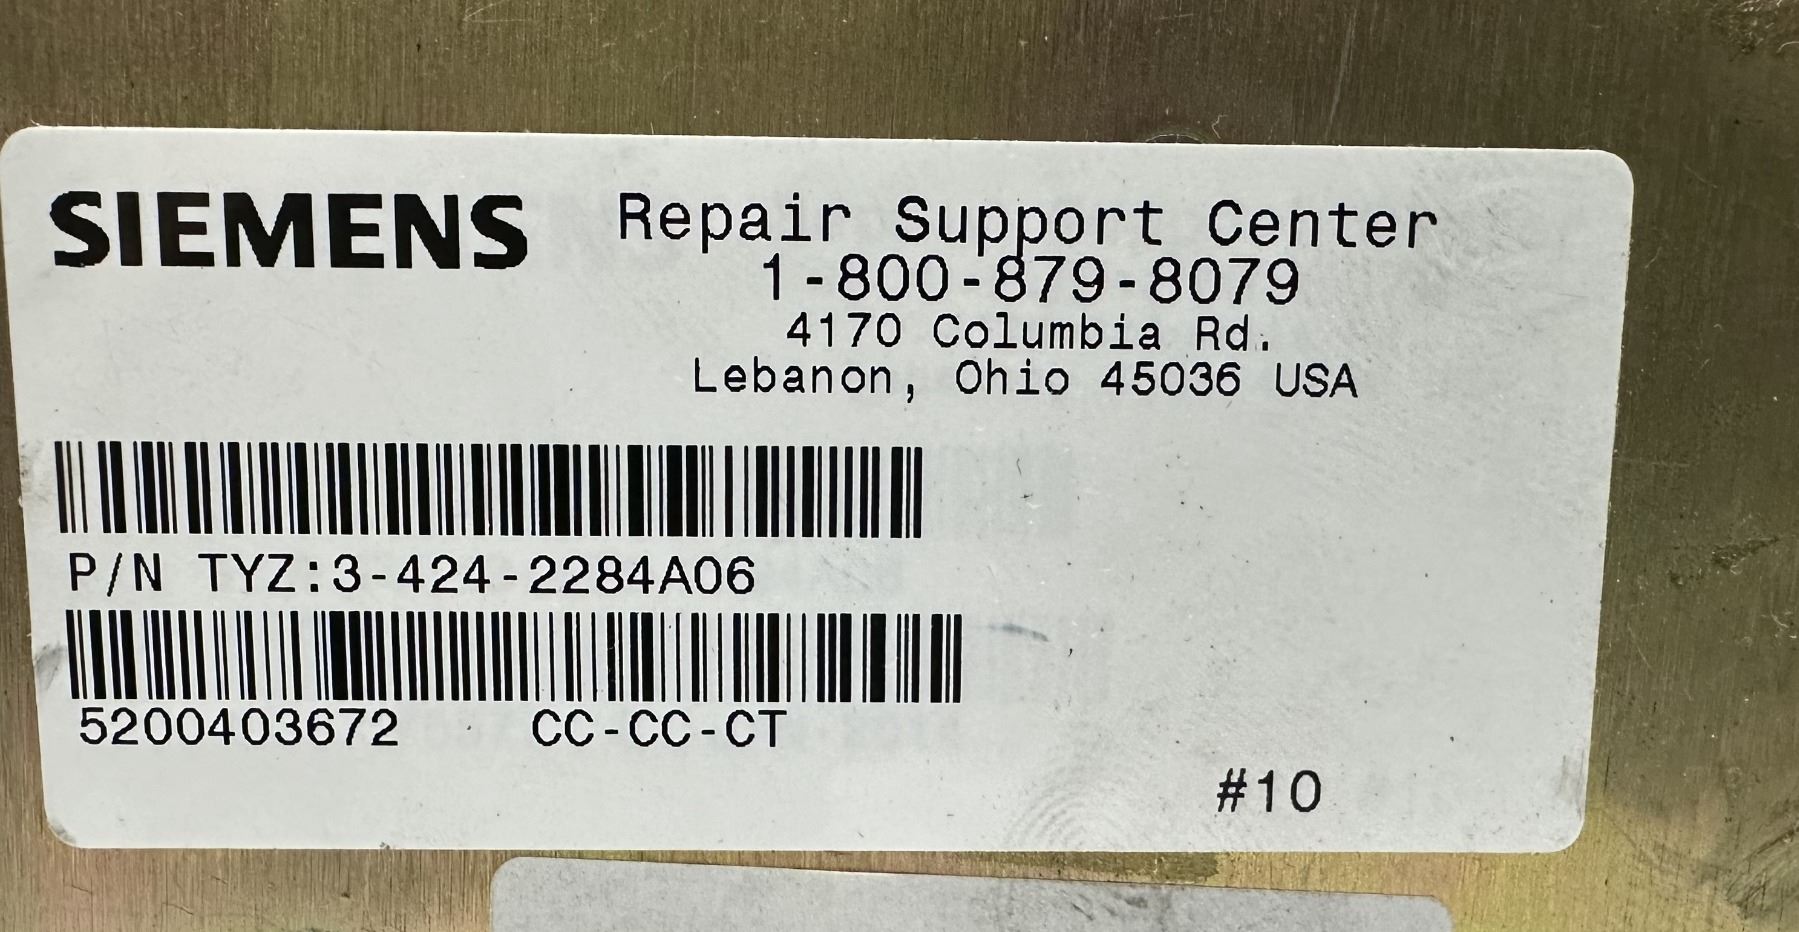 SIEMENS Repair Support Center
1-800-879-8079
4170 Columbia Rd.
Lebanon, Ohio 45036 USA
P/N TYZ:3-424-2284A06
5200403672 CC-CC-CT
#10